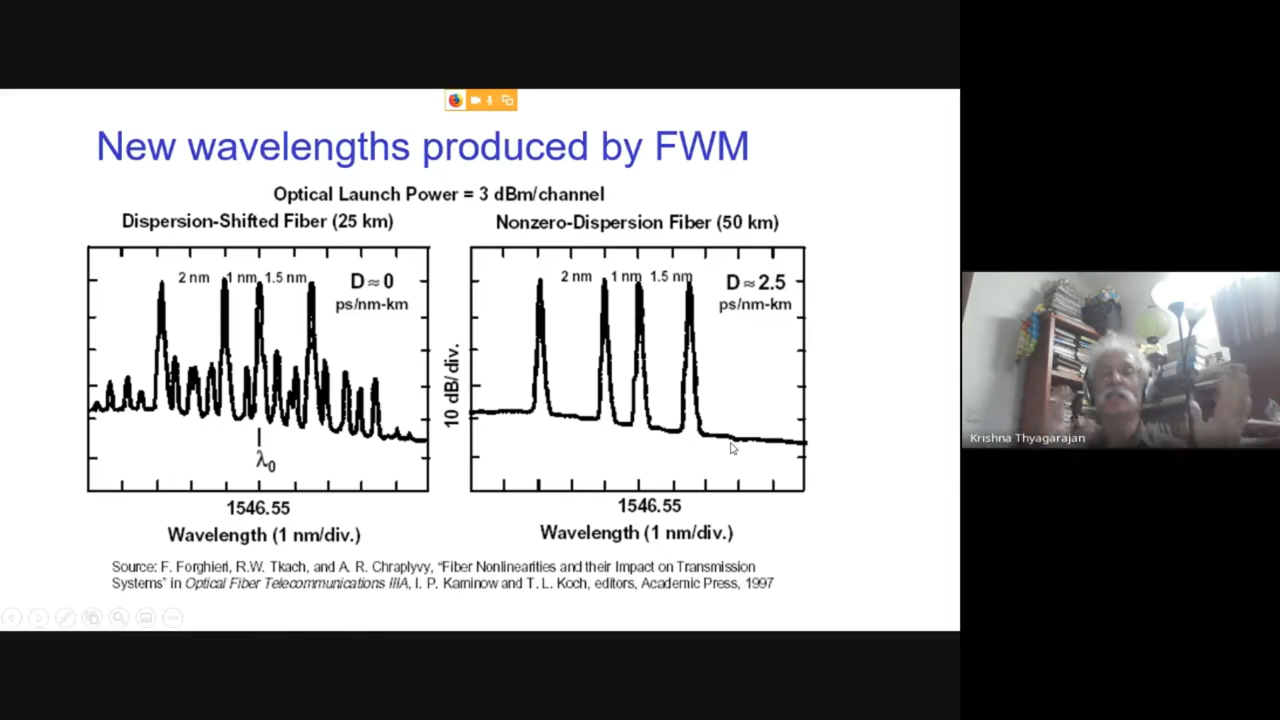 New wavelengths produced by FWM
Optical Launch Power = 3 dBm/channel
Dispersion-Shifted Fiber (25 km)
Nonzero-Dispersion Fiber (50 km)
2 nm 1 nm 1.5 nm
D≈0
ps/nm-km
λ0
1546.55
Wavelength (1 nm/div.)
10 dB/div.
2 nm 1 nm 1.5 nm
D≈2.5
ps/nm-km
1546.55
Wavelength (1 nm/div.)
Source: F. Forghieri, R.W. Tkach, and A. R. Chraplyvy, “Fiber Nonlinearities and their Impact on Transmission
Systems” in Optical Fiber Telecommunications IIIA, I. P. Kaminow and T. L. Koch, editors, Academic Press, 1997
Krishna Thyagarajan